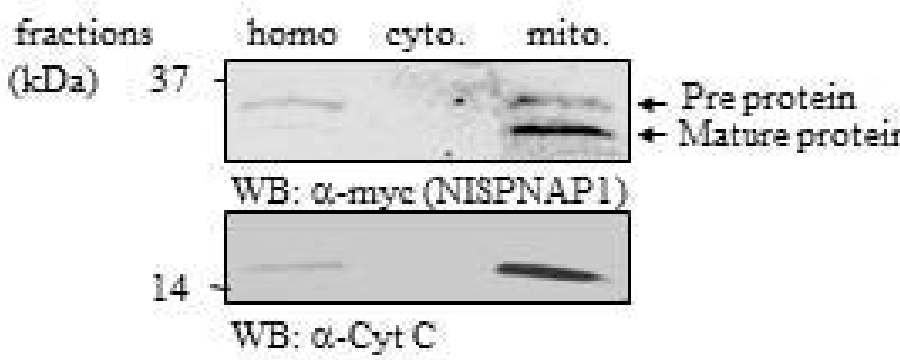 fractions homo cyto. mito.
(kDa) 37
Pre protein
Mature protein
WB: α-myc (NISPNAP1)
14
WB: α-Cyt C